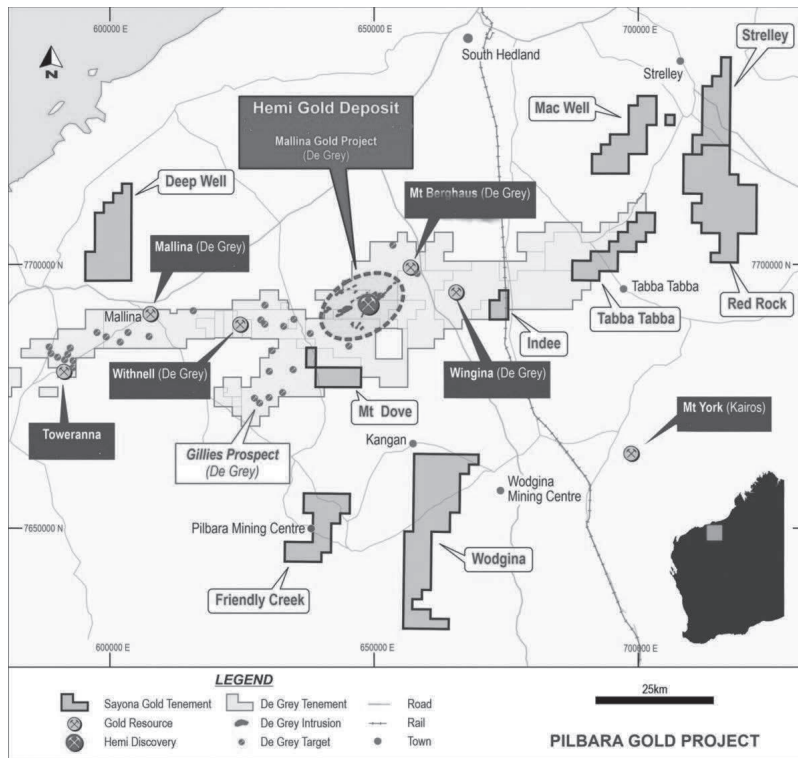 600000 E
650000 E
700000 E
N
South Hedland
Strelley
Strelley
Hemi Gold Deposit
Mallina Gold Project
(De Grey)
Mac Well
Deep Well
Mt Berghaus (De Grey)
Mallina (De Grey)
7700000 N
7700000 N
Mallina
Tabba Tabba
Red Rock
Tabba Tabba
Indee
Withnell (De Grey)
Wingina (De Grey)
Mt Dove
Mt York (Kairos)
Toweranna
Gillies Prospect
(De Grey)
Kangan
Wodgina
Mining Centre
7650000 N
Pilbara Mining Centre
7650000 N
Wodgina
Friendly Creek
600000 E
650000 E
700000 E
LEGEND
Sayona Gold Tenement
De Grey Tenement
Road
25km
Gold Resource
De Grey Intrusion
Rail
Hemi Discovery
De Grey Target
Town
PILBARA GOLD PROJECT